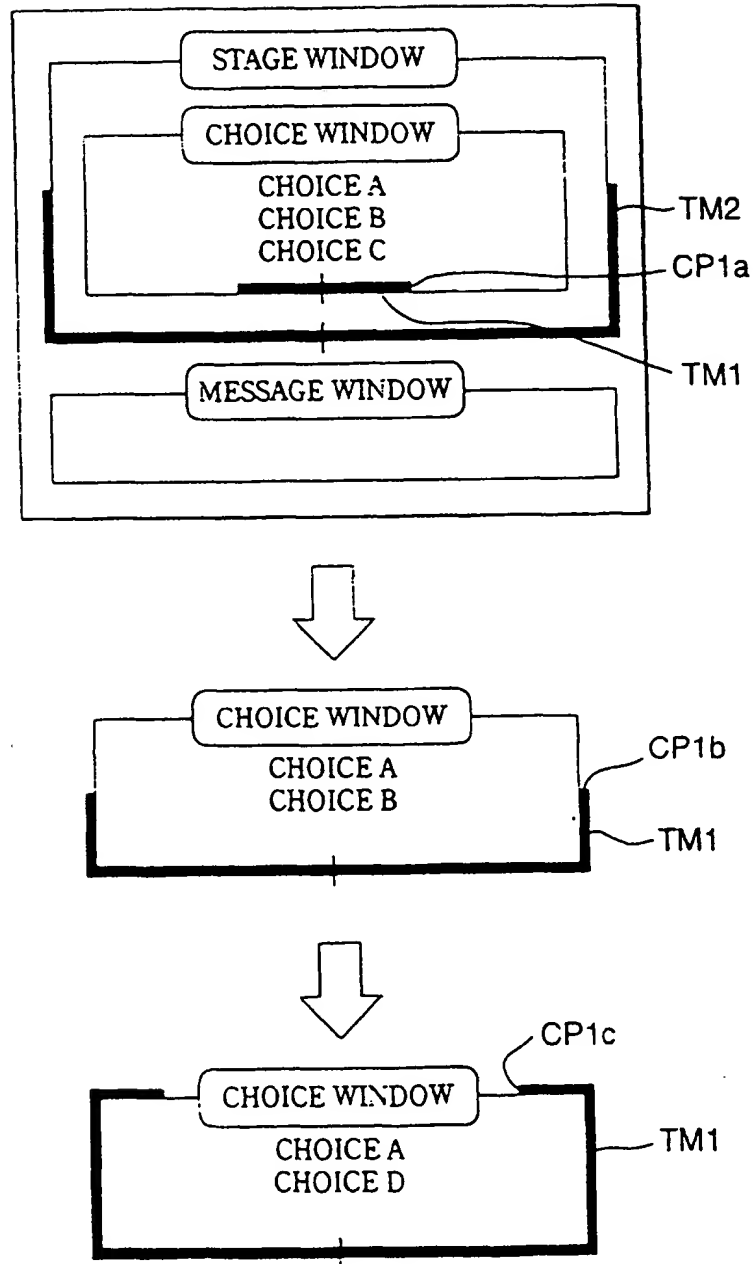 STAGE WINDOW
CHOICE WINDOW
CHOICE A
CHOICE B
CHOICE C
TM2
CP1a
TM1
MESSAGE WINDOW
CHOICE WINDOW
CHOICE A
CHOICE B
CP1b
TM1
CP1c
CHOICE WINDOW
CHOICE A
CHOICE D
TM1